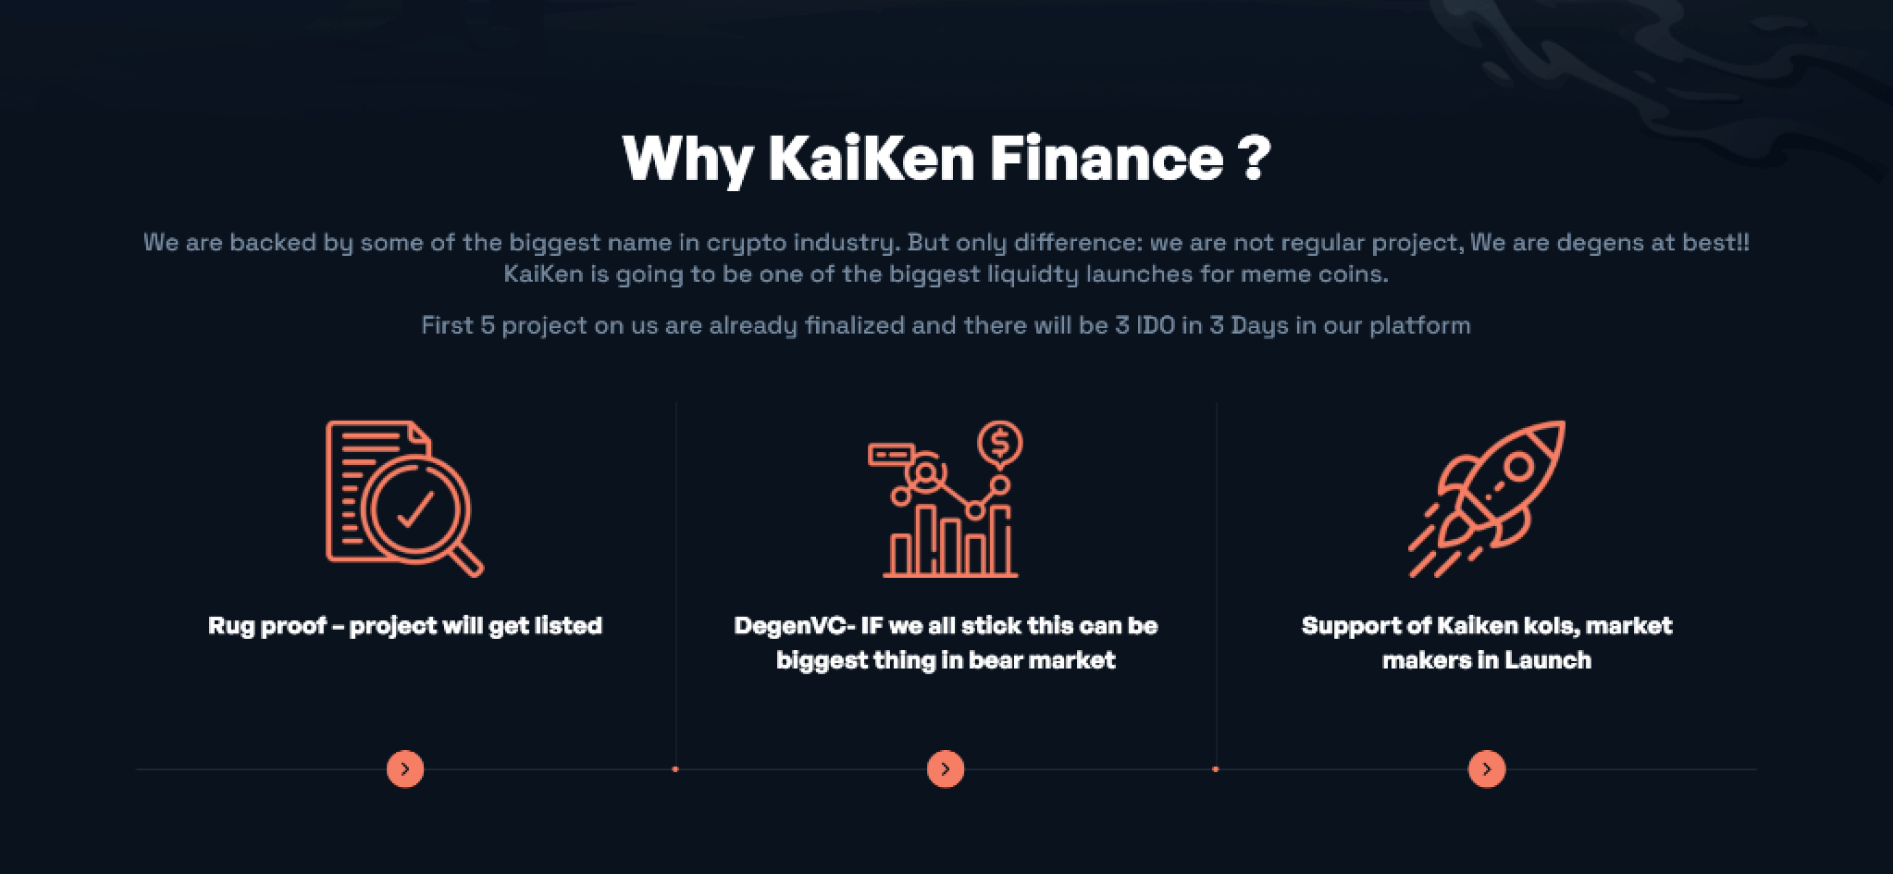 Why KaiKen Finance ?
We are backed by some of the biggest name in crypto industry. But only difference: we are not regular project, We are degens at best!!
KaiKen is going to be one of the biggest liquidty launches for meme coins.
First 5 project on us are already finalized and there will be 3 IDO in 3 Days in our platform
$
Rug proof - project will get listed
DegenVC- IF we all stick this can be
biggest thing in bear market
Support of Kaiken kols, market
makers in Launch